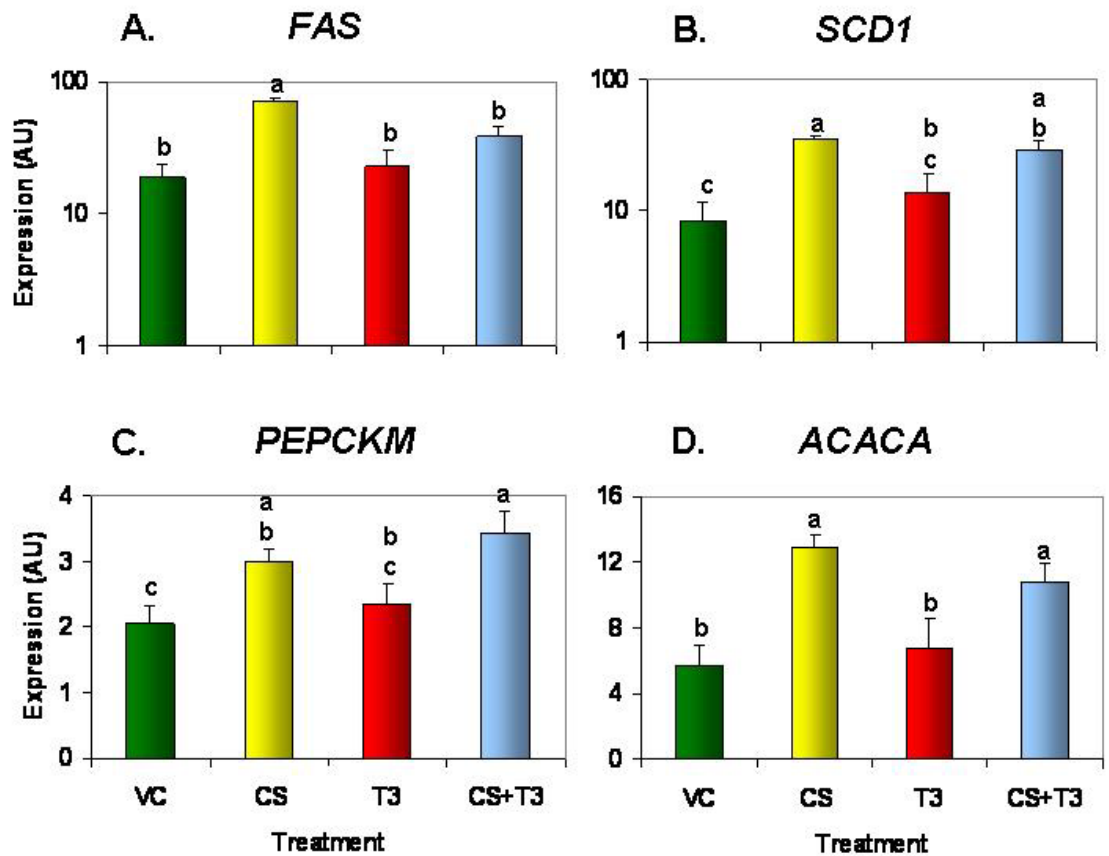 A. FAS
B. SCD1
Expression (AU)
100
10
1
b
a
b
b
100
10
1
c
a
b
c
a
b
C. PEPCKM
D. ACACA
Expression (AU)
4
3
2
1
0
c
a
b
b
c
a
16
12
8
4
0
b
a
b
a
VC CS T3 CS+T3
VC CS T3 CS+T3
Treatment
Treatment